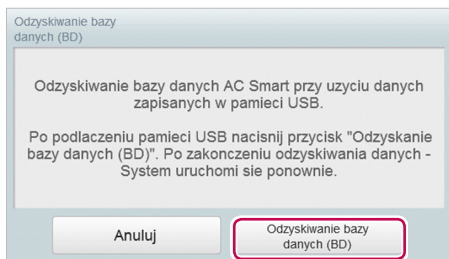 Odzyskiwanie bazy
danych (BD)
Odzyskiwanie bazy danych AC Smart przy uzyciu danych
zapisanych w pamieci USB.
Po podlaczeniu pamieci USB nacisnij przycisk "Odzyskanie
bazy danych (BD)". Po zakonczeniu odzyskiwania danych -
System uruchomi sie ponownie.
Anuluj
Odzyskiwanie bazy
danych (BD)